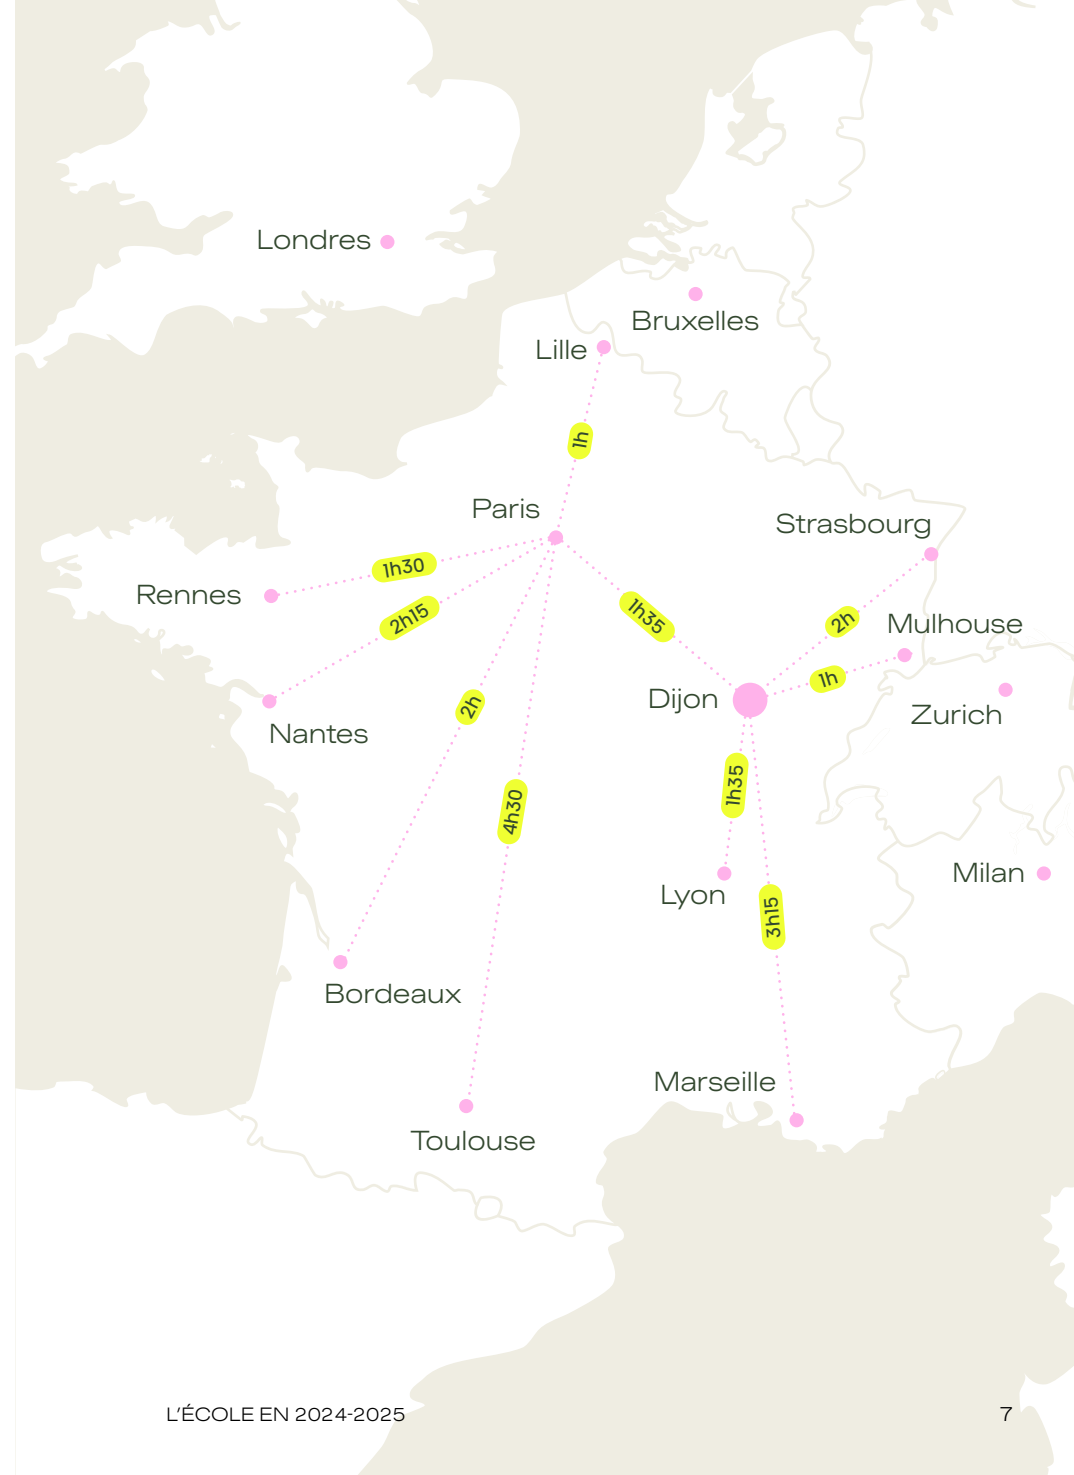 Londres
Bruxelles
Lille
1h
Paris
Strasbourg
1h30
Rennes
2h15
1h35
2h
Mulhouse
1h
Dijon
2h
Nantes
Zurich
1h35
4h30
Lyon
Milan
3h15
Bordeaux
Marseille
Toulouse
L'ÉCOLE EN 2024-2025
7